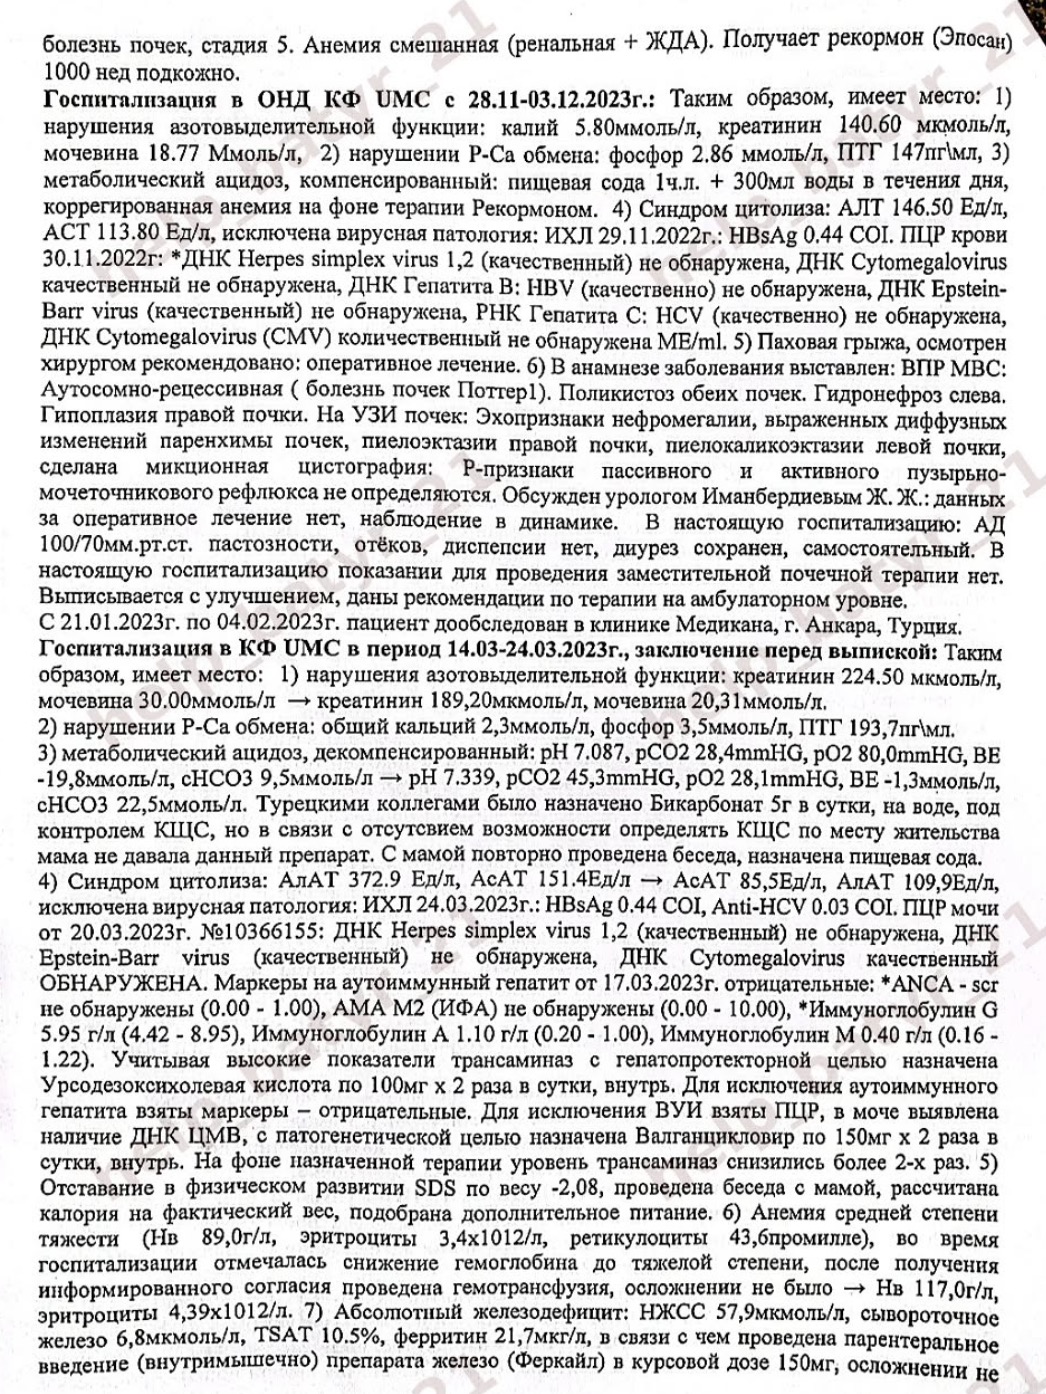 болезнь почек, стадия 5. Анемия смешанная (ренальная + ЖДА). Получает рекормон (Эпосан)
1000 нед подкожно.
Госпитализация в ОНД КФ UMC с 28.11-03.12.2023г.: Таким образом, имеет место: 1)
нарушения азотовыделительной функции: калий 5.80ммоль/л, креатинин 140.60 мкмоль/л,
мочевина 18.77 Ммоль/л, 2) нарушении Р-Са обмена: фосфор 2.86 ммоль/л, ПТГ 147пг\мл, 3)
метаболический ацидоз, компенсированный: пищевая сода 1ч.л. + 300мл воды в течения дня,
коррегированная анемия на фоне терапии Рекормоном. 4) Синдром цитолиза: АЛТ 146.50 Ед/л,
АСТ 113.80 Ед/л, исключена вирусная патология: ИХЛ 29.11.2022г.: HBsAg 0.44 COI. ПЦР крови
30.11.2022г: *ДНК Herpes simplex virus 1,2 (качественный) не обнаружена, ДНК Cytomegalovirus
качественный не обнаружена, ДНК Гепатита В: HBV (качественно) не обнаружена, ДНК Epstein-
Barr virus (качественный) не обнаружена, РНК Гепатита С: HCV (качественно) не обнаружена,
ДНК Cytomegalovirus (CMV) количественный не обнаружена МЕ/ml. 5) Паховая грыжа, осмотрен
хирургом рекомендовано: оперативное лечение. 6) В анамнезе заболевания выставлен: ВПР МВС:
Аутосомно-рецессивная ( болезнь почек Поттер1). Поликистоз обеих почек. Гидронефроз слева.
Гипоплазия правой почки. На УЗИ почек: Эхопризнаки нефромегалии, выраженных диффузных
изменений паренхимы почек, пиелоэктазии правой почки, пиелокаликоэктазии левой почки,
сделана микционная цистография: Р-признаки пассивного и активного пузырьно-
мочеточникового рефлюкса не определяются. Обсужден урологом Иманбердиевым Ж. Ж.: данных
за оперативное лечение нет, наблюдение в динамике. В настоящую госпитализацию: АД
100/70мм.рт.ст. пастозности, отёков, диспепсии нет, диурез сохранен, самостоятельный. В
настоящую госпитализацию показании для проведения заместительной почечной терапии нет.
Выписывается с улучшением, даны рекомендации по терапии на амбулаторном уровне.
С 21.01.2023г. по 04.02.2023г. пациент дообследован в клинике Медикана, г. Анкара, Турция.
Госпитализация в КФ UMC в период 14.03-24.03.2023г., заключение перед выпиской: Таким
образом, имеет место: 1) нарушения азотовыделительной функции: креатинин 224.50 мкмоль/л,
мочевина 30.00ммоль/л → креатинин 189,20мкмоль/л, мочевина 20,31ммоль/л.
2) нарушении Р-Са обмена: общий кальций 2,3ммоль/л, фосфор 3,5ммоль/л, ПТГ 193,7пг\мл.
3) метаболический ацидоз, декомпенсированный: pH 7.087, pCO2 28,4mmHG, pO2 80,0mmHG, BE
-19,8ммоль/л, сНСО3 9,5ммоль/л → pH 7.339, pCO2 45,3mmHG, pO2 28,1mmHG, BE -1,3ммоль/л,
сНСО3 22,5ммоль/л. Турецкими коллегами было назначено Бикарбонат 5г в сутки, на воде, под
контролем КЩС, но в связи с отсутсвием возможности определять КЩС по месту жительства
мама не давала данный препарат. С мамой повторно проведена беседа, назначена пищевая сода.
4) Синдром цитолиза: АлАТ 372.9 Ед/л, АсАТ 151.4Ед/л → АсАТ 85,5Ед/л, АлАТ 109,9Ед/л,
исключена вирусная патология: ИХЛ 24.03.2023г.: HBsAg 0.44 COI, Anti-HCV 0.03 COI. ПЦР мочи
от 20.03.2023г. №10366155: ДНК Herpes simplex virus 1,2 (качественный) не обнаружена, ДНК
Epstein-Barr virus (качественный) не обнаружена, ДНК Cytomegalovirus качественный
ОБНАРУЖЕНА. Маркеры на аутоиммунный гепатит от 17.03.2023г. отрицательные: *ANCA - scr
не обнаружены (0.00 - 1.00), АМА М2 (ИФА) не обнаружены (0.00 - 10.00), *Иммуноглобулин G
5.95 г/л (4.42 - 8.95), Иммуноглобулин А 1.10 г/л (0.20 - 1.00), Иммуноглобулин М 0.40 г/л (0.16 -
1.22). Учитывая высокие показатели трансаминаз с гепатопротекторной целью назначена
Урсодезоксихолевая кислота по 100мг х 2 раза в сутки, внутрь. Для исключения аутоиммунного
гепатита взяты маркеры – отрицательные. Для исключения ВУИ взяты ПЦР, в моче выявлена
наличие ДНК ЦМВ, с патогенетической целью назначена Валганцикловир по 150мг х 2 раза в
сутки, внутрь. На фоне назначенной терапии уровень трансаминаз снизились более 2-х раз. 5)
Отставание в физическом развитии SDS по весу -2,08, проведена беседа с мамой, рассчитана
калория на фактический вес, подобрана дополнительное питание. 6) Анемия средней степени
тяжести (Нв 89,0г/л, эритроциты 3,4х1012/л, ретикулоциты 43,6промилле), во время
госпитализации отмечалась снижение гемоглобина до тяжелой степени, после получения
информированного согласия проведена гемотрансфузия, осложнении не было → Нв 117,0г/л,
эритроциты 4,39х1012/л. 7) Абсолютный железодефицит: НЖСС 57,9мкмоль/л, сывороточное
железо 6,8мкмоль/л, TSAT 10.5%, ферритин 21,7мкг/л, в связи с чем проведена парентеральное
введение (внутримышечно) препарата железо (Феркайл) в курсовой дозе 150мг, осложнении не